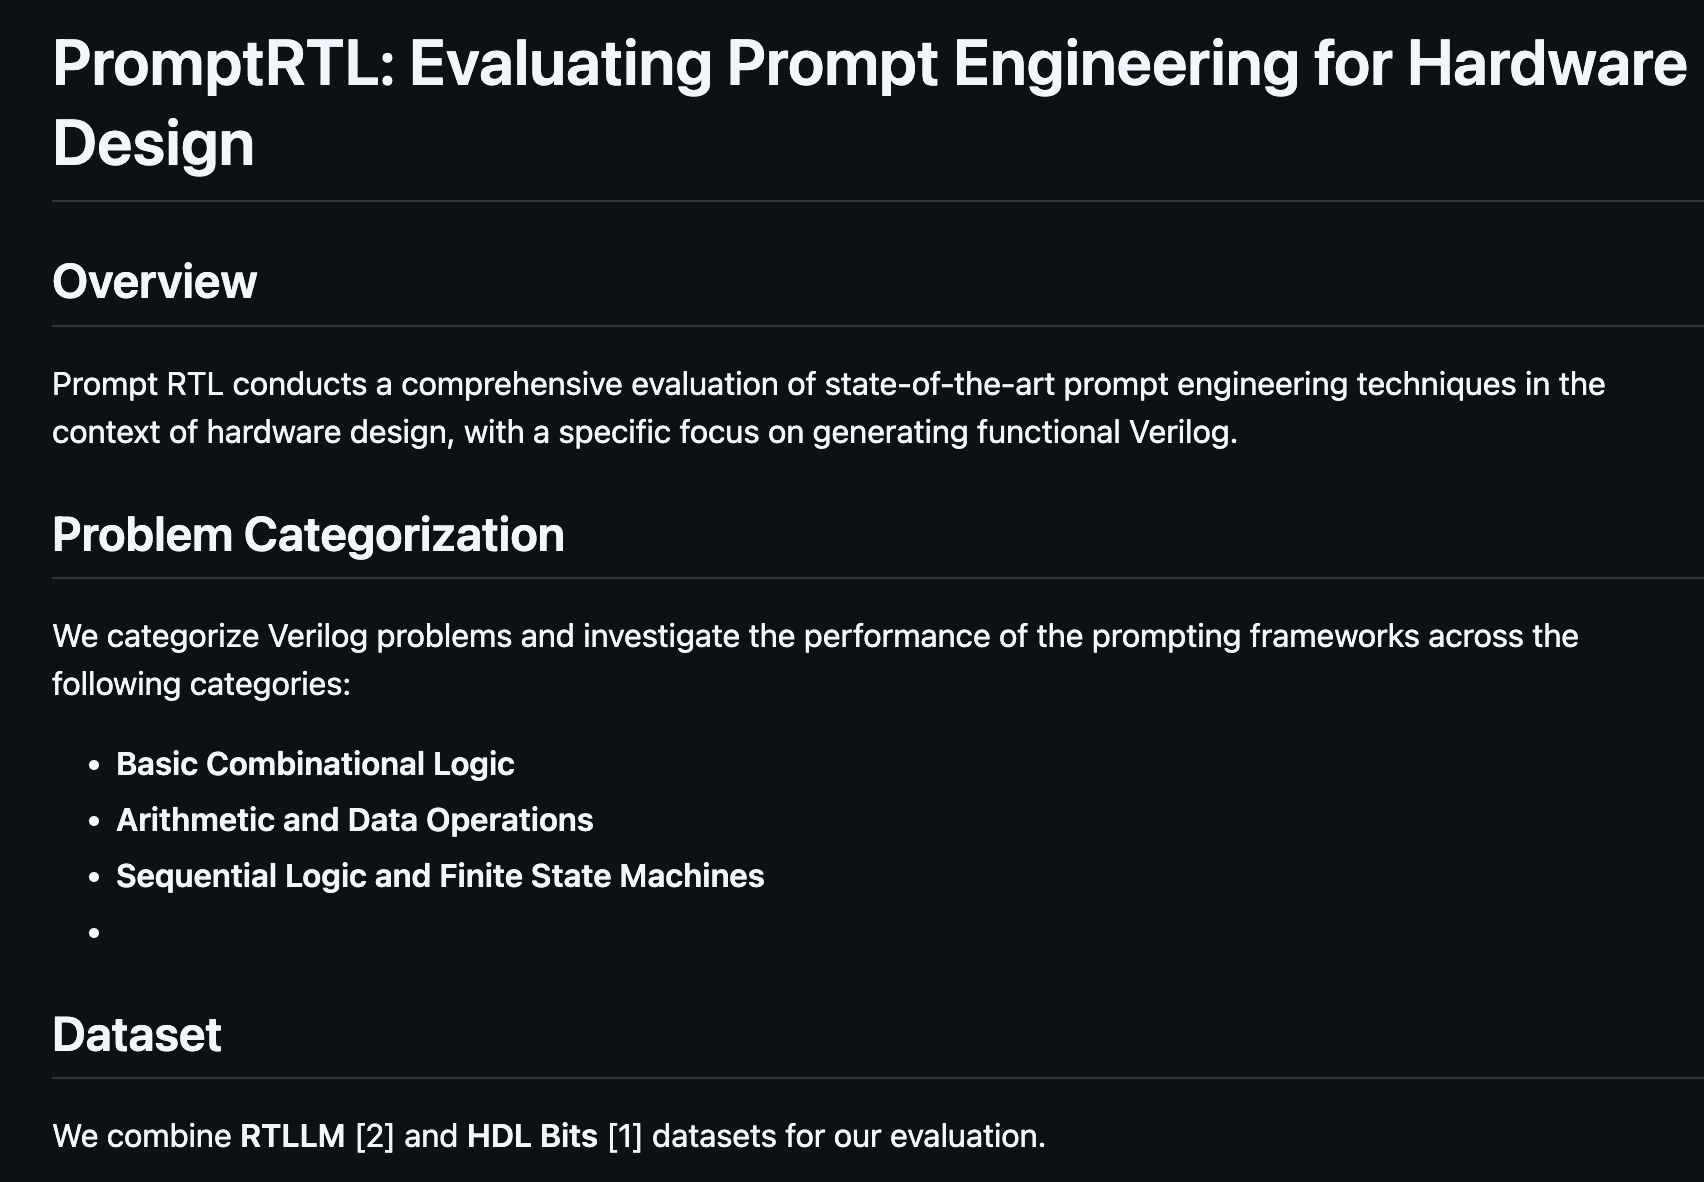 PromptRTL: Evaluating Prompt Engineering for Hardware
Design
Overview
Prompt RTL conducts a comprehensive evaluation of state-of-the-art prompt engineering techniques in the
context of hardware design, with a specific focus on generating functional Verilog.
Problem Categorization
We categorize Verilog problems and investigate the performance of the prompting frameworks across the
following categories:
• Basic Combinational Logic
• Arithmetic and Data Operations
• Sequential Logic and Finite State Machines
•
Dataset
We combine RTLLM [2] and HDL Bits [1] datasets for our evaluation.